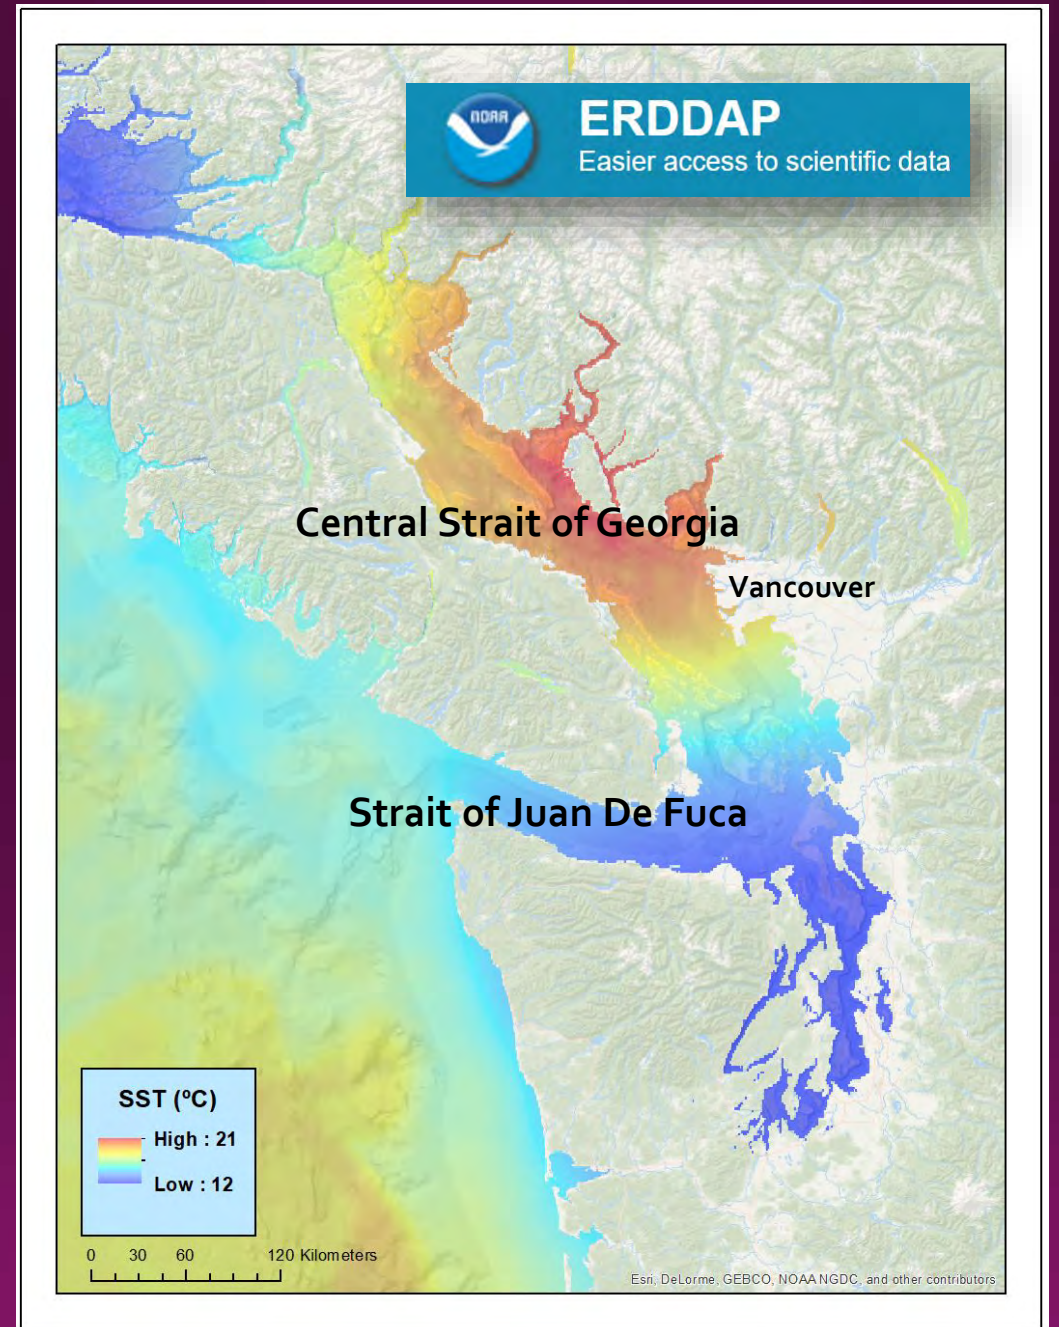 NOAA
ERDDAP
Easier access to scientific data
Central Strait of Georgia
Vancouver
Strait of Juan De Fuca
SST (ºC)
High : 21
Low : 12
0 30 60 120 Kilometers
Esri, DeLorme, GEBCO, NOAA NGDC, and other contributors